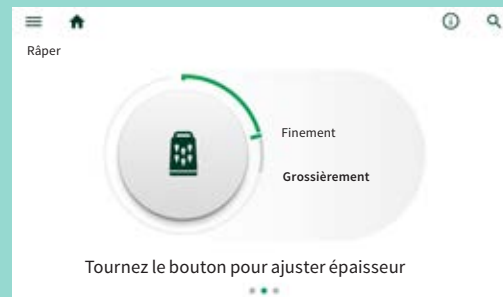 Râper
Finement
Grossièrement
Tournez le bouton pour ajuster épaisseur